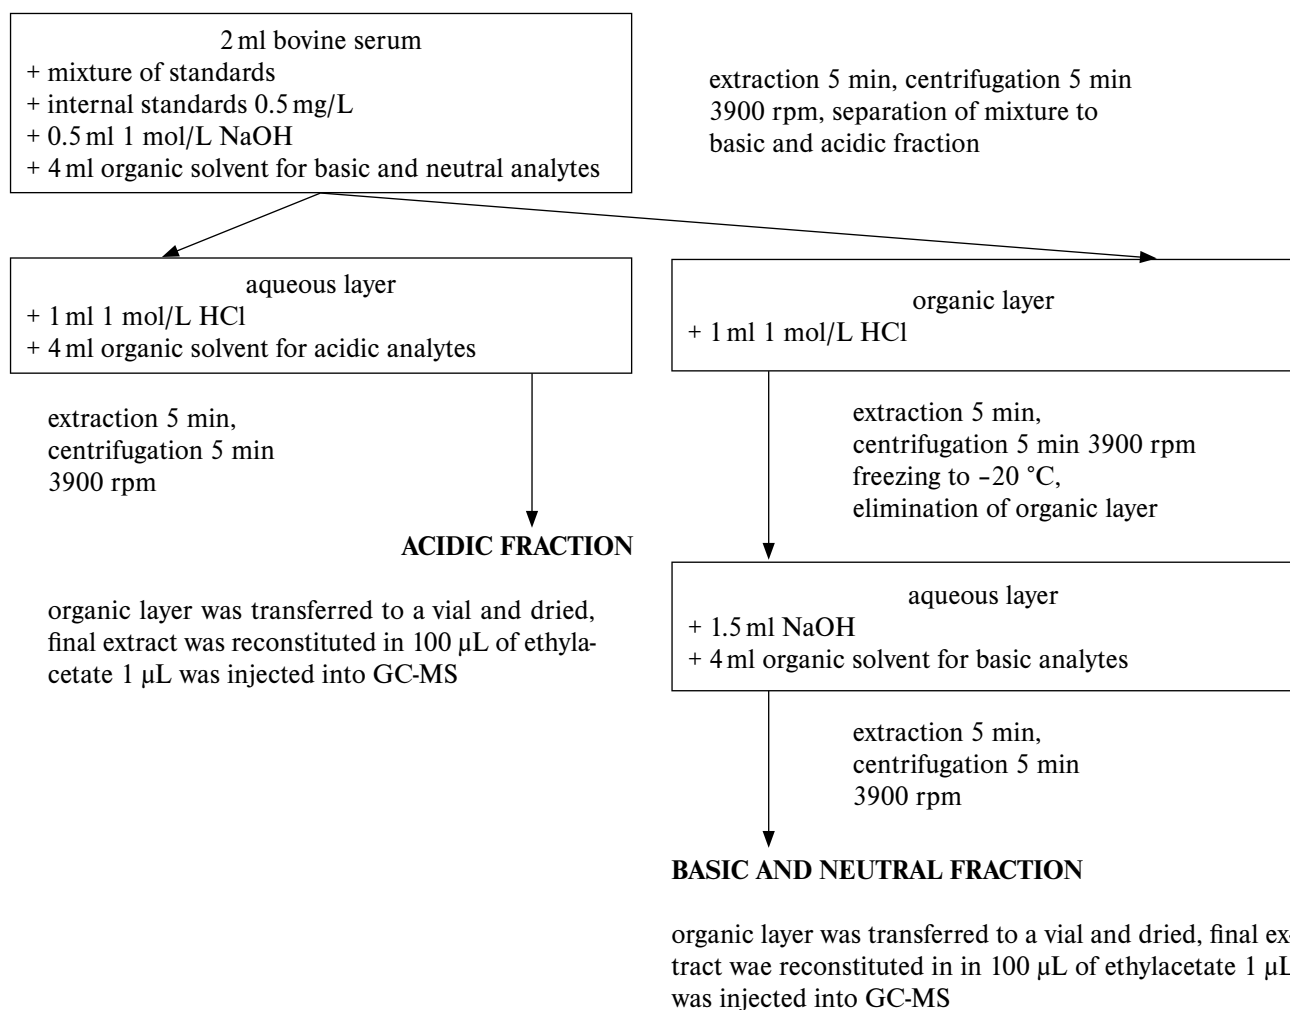 2 ml bovine serum
+ mixture of standards
+ internal standards 0.5 mg/L
+ 0.5 ml 1 mol/L NaOH
+ 4 ml organic solvent for basic and neutral analytes
extraction 5 min, centrifugation 5 min
3900 rpm, separation of mixture to
basic and acidic fraction
aqueous layer
+ 1 ml 1 mol/L HCl
+ 4 ml organic solvent for acidic analytes
organic layer
+ 1 ml 1 mol/L HCl
extraction 5 min,
centrifugation 5 min
3900 rpm
extraction 5 min,
centrifugation 5 min 3900 rpm
freezing to –20 °C,
elimination of organic layer
ACIDIC FRACTION
organic layer was transferred to a vial and dried,
final extract was reconstituted in 100 µL of ethyla-
cetate 1 µL was injected into GC-MS
aqueous layer
+ 1.5 ml NaOH
+ 4 ml organic solvent for basic analytes
extraction 5 min,
centrifugation 5 min
3900 rpm
BASIC AND NEUTRAL FRACTION
organic layer was transferred to a vial and dried, final ex-
tract wae reconstituted in in 100 µL of ethylacetate 1 µL
was injected into GC-MS